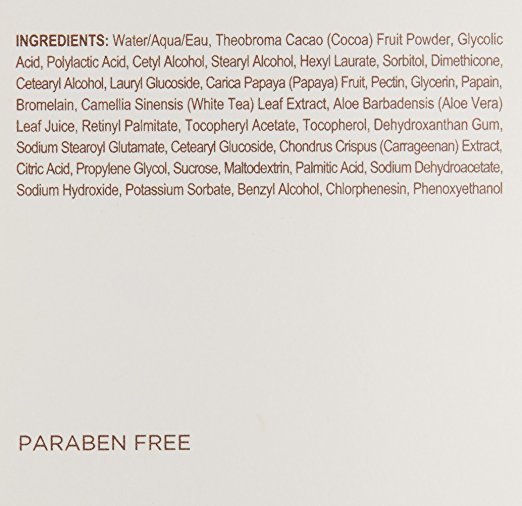 INGREDIENTS: Water/Aqua/Eau, Theobroma Cacao (Cocoa) Fruit Powder, Glycolic
Acid, Polylactic Acid, Cetyl Alcohol, Stearyl Alcohol, Hexyl Laurate, Sorbitol, Dimethicone,
Cetearyl Alcohol, Lauryl Glucoside, Carica Papaya (Papaya) Fruit, Pectin, Glycerin, Papain,
Bromelain, Camellia Sinensis (White Tea) Leaf Extract, Aloe Barbadensis (Aloe Vera)
Leaf Juice, Retinyl Palmitate, Tocopheryl Acetate, Tocopherol, Dehydroxanthan Gum,
Sodium Stearoyl Glutamate, Cetearyl Glucoside, Chondrus Crispus (Carrageenan) Extract,
Citric Acid, Propylene Glycol, Sucrose, Maltodextrin, Palmitic Acid, Sodium Dehydroacetate,
Sodium Hydroxide, Potassium Sorbate, Benzyl Alcohol, Chlorphenesin, Phenoxyethanol
PARABEN FREE